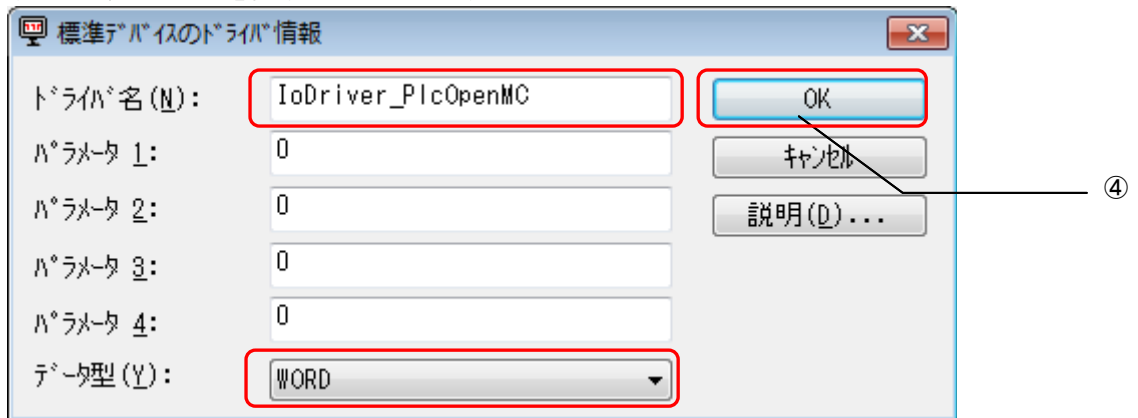 標準ﾃﾞﾊﾞｲｽのﾄﾞﾗｲﾊﾞ情報
ﾄﾞﾗｲﾊﾞ名(N): IoDriver_PlcOpenMC OK
ﾊﾟﾗﾒｰﾀ 1: 0 ｷｬﾝｾﾙ
④
ﾊﾟﾗﾒｰﾀ 2: 0 説明(D)...
ﾊﾟﾗﾒｰﾀ 3: 0
ﾊﾟﾗﾒｰﾀ 4: 0
ﾃﾞｰﾀ型(Y): WORD